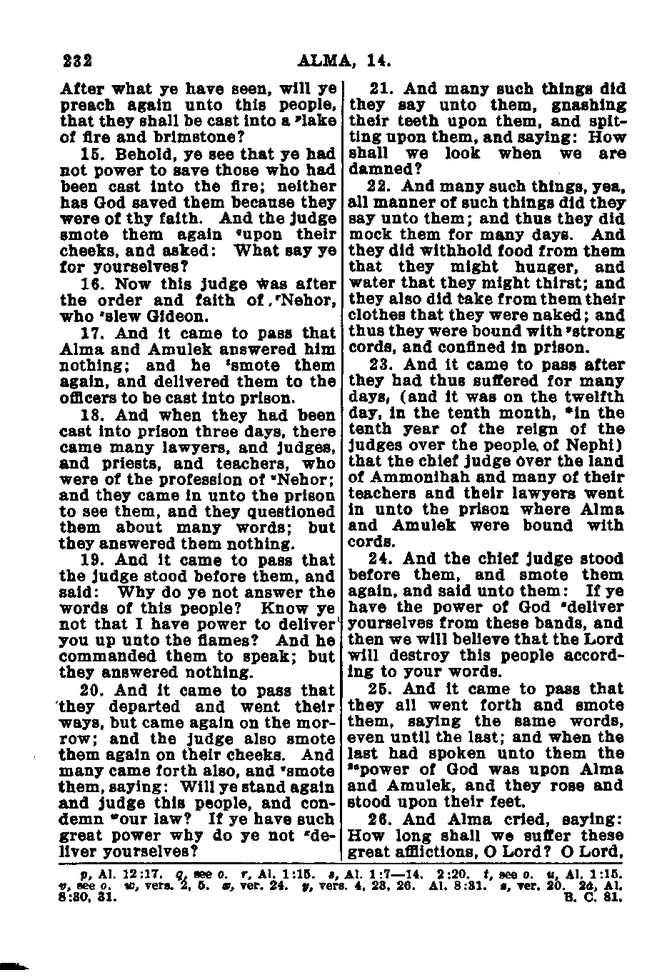 232
ALMA, 14.
After what ye have seen, will ye
preach again unto this people,
that they shall be cast into a ᵖlake
of fire and brimstone?
15. Behold, ye see that ye had
not power to save those who had
been cast into the fire; neither
has God saved them because they
were of thy faith. And the judge
smote them again ᑫupon their
cheeks, and asked: What say ye
for yourselves?
16. Now this judge was after
the order and faith of ʳNehor,
who ˢslew Gideon.
17. And it came to pass that
Alma and Amulek answered him
nothing; and he ᵗsmote them
again, and delivered them to the
officers to be cast into prison.
18. And when they had been
cast into prison three days, there
came many lawyers, and judges,
and priests, and teachers, who
were of the profession of ᵘNehor;
and they came in unto the prison
to see them, and they questioned
them about many words; but
they answered them nothing.
19. And it came to pass that
the judge stood before them, and
said: Why do ye not answer the
words of this people? Know ye
not that I have power to deliver
you up unto the flames? And he
commanded them to speak; but
they answered nothing.
20. And it came to pass that
they departed and went their
ways, but came again on the mor-
row; and the judge also smote
them again on their cheeks. And
many came forth also, and ᵛsmote
them, saying: Will ye stand again
and judge this people, and con-
demn ʷour law? If ye have such
great power why do ye not ˣde-
liver yourselves?
21. And many such things did
they say unto them, gnashing
their teeth upon them, and spit-
ting upon them, and saying: How
shall we look when we are
damned?
22. And many such things, yea,
all manner of such things did they
say unto them; and thus they did
mock them for many days. And
they did withhold food from them
that they might hunger, and
water that they might thirst; and
they also did take from them their
clothes that they were naked; and
thus they were bound with ʸstrong
cords, and confined in prison.
23. And it came to pass after
they had thus suffered for many
days, (and it was on the twelfth
day, in the tenth month, *in the
tenth year of the reign of the
judges over the people of Nephi)
that the chief judge over the land
of Ammonihah and many of their
teachers and their lawyers went
in unto the prison where Alma
and Amulek were bound with
cords.
24. And the chief judge stood
before them, and smote them
again, and said unto them: If ye
have the power of God ᶻdeliver
yourselves from these bands, and
then we will believe that the Lord
will destroy this people accord-
ing to your words.
25. And it came to pass that
they all went forth and smote
them, saying the same words,
even until the last; and when the
last had spoken unto them the
²ᵃpower of God was upon Alma
and Amulek, and they rose and
stood upon their feet.
26. And Alma cried, saying:
How long shall we suffer these
great afflictions, O Lord? O Lord,
p, Al. 12:17. q, see o. r, Al. 1:15. s, Al. 1:7—14. 2:20. t, see o. u, Al. 1:15.
v, see o. w, vers. 2, 5. x, ver. 24. y, vers. 4, 23, 26. Al. 8:31. z, ver. 20. 2a, Al.
8:30, 31. B. C. 81.